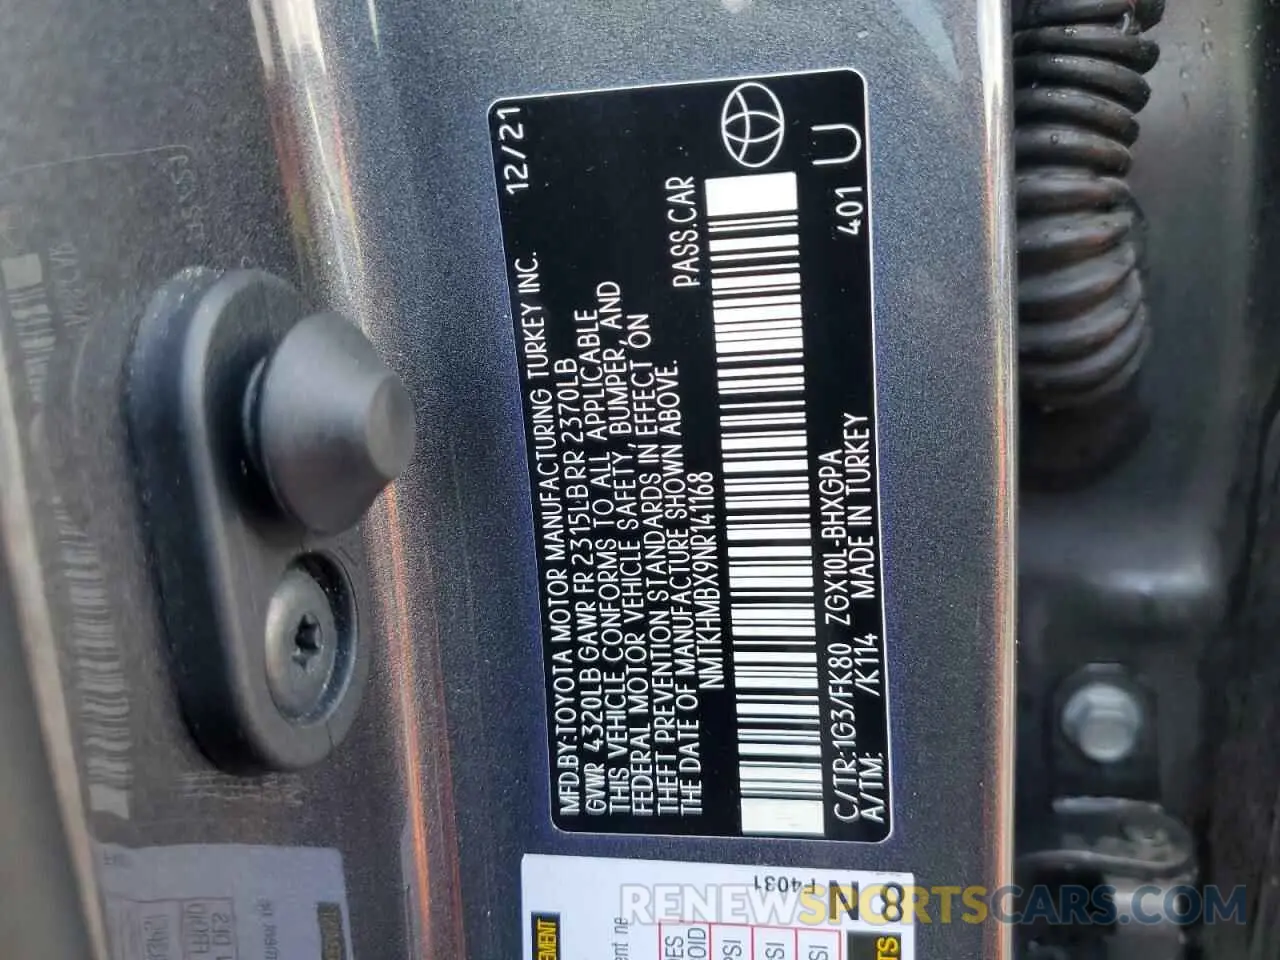 MFD.BY:TOYOTA MOTOR MANUFACTURING TURKEY INC. 12/21
GVWR 4320LB GAWR FR 2315LB RR 2370LB
THIS VEHICLE CONFORMS TO ALL APPLICABLE
FEDERAL MOTOR VEHICLE SAFETY, BUMPER, AND
THEFT PREVENTION STANDARDS IN EFFECT ON
THE DATE OF MANUFACTURE SHOWN ABOVE.
NMTKHMBX9NR141168 PASS.CAR
C/TR:1G3/FK80 ZGX10L-BHXGPA 401 U
A/TM: /K114 MADE IN TURKEY
F4031
RENEWSPORTSCARS.COM